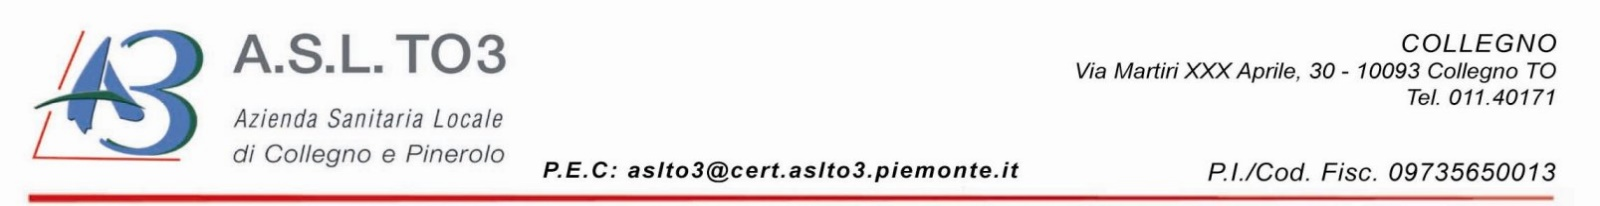 A3
A.S.L. TO3
Azienda Sanitaria Locale
di Collegno e Pinerolo
P.E.C: aslto3@cert.aslto3.piemonte.it
COLLEGNO
Via Martiri XXX Aprile, 30 - 10093 Collegno TO
Tel. 011.40171
P.I./Cod. Fisc. 09735650013